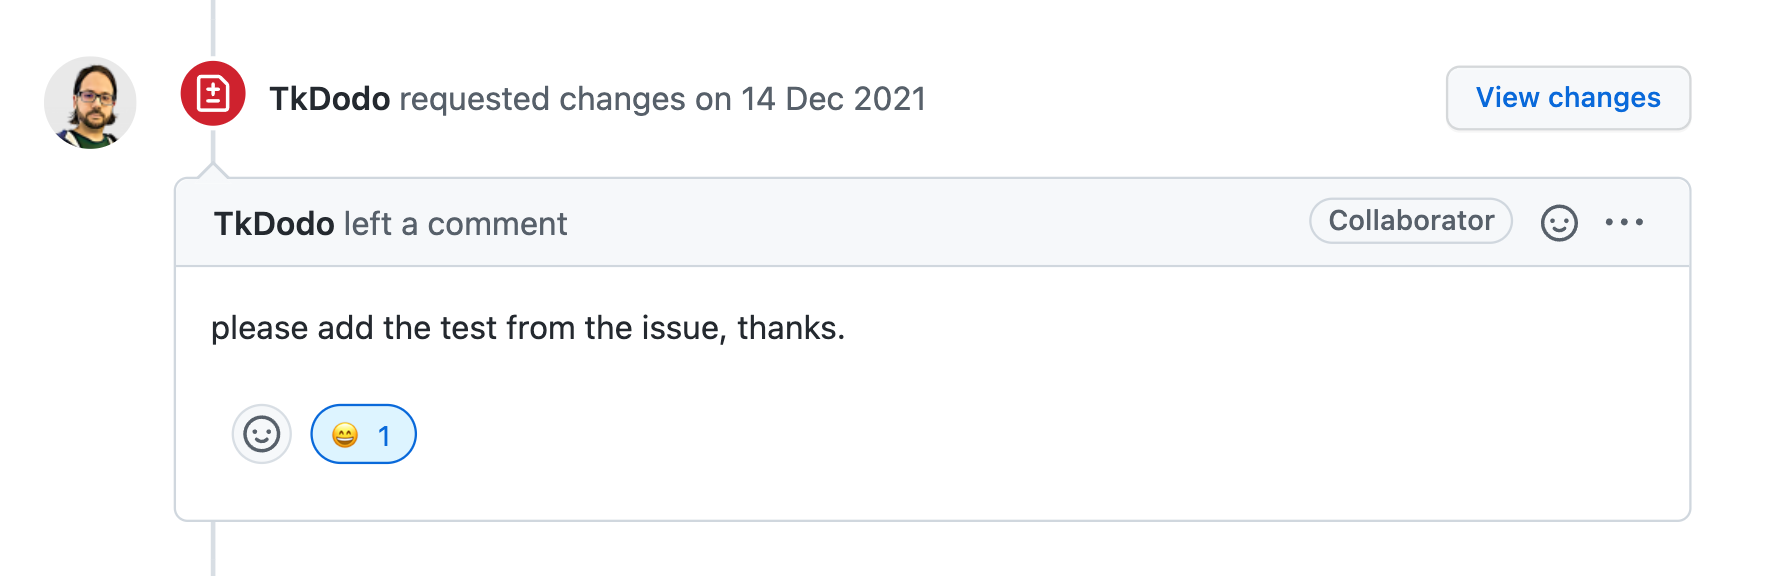 TkDodo requested changes on 14 Dec 2021
View changes
TkDodo left a comment
Collaborator
please add the test from the issue, thanks.
1